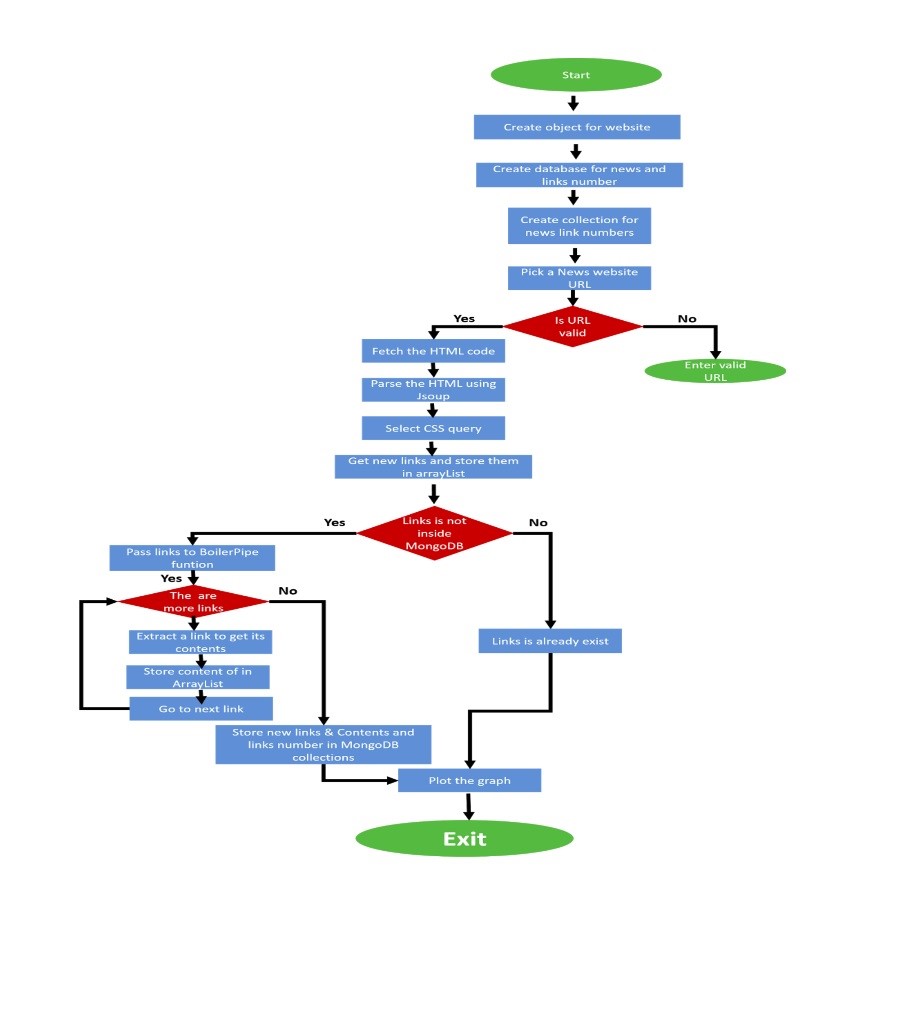 Start
Create object for website
Create database for news and
links number
Create collection for
news link numbers
Pick a News website
URL
Is URL
valid
Yes
No
Fetch the HTML code
Enter valid
URL
Parse the HTML using
Jsoup
Select CSS query
Get new links and store them
in arrayList
Links is not
inside
MongoDB
Yes
No
Pass links to BoilerPipe
funtion
Yes
The  are
more links
No
Extract a link to get its
contents
Links is already exist
Store content of in
ArrayList
Go to next link
Store new links & Contents and
links number in MongoDB
collections
Plot the graph
Exit